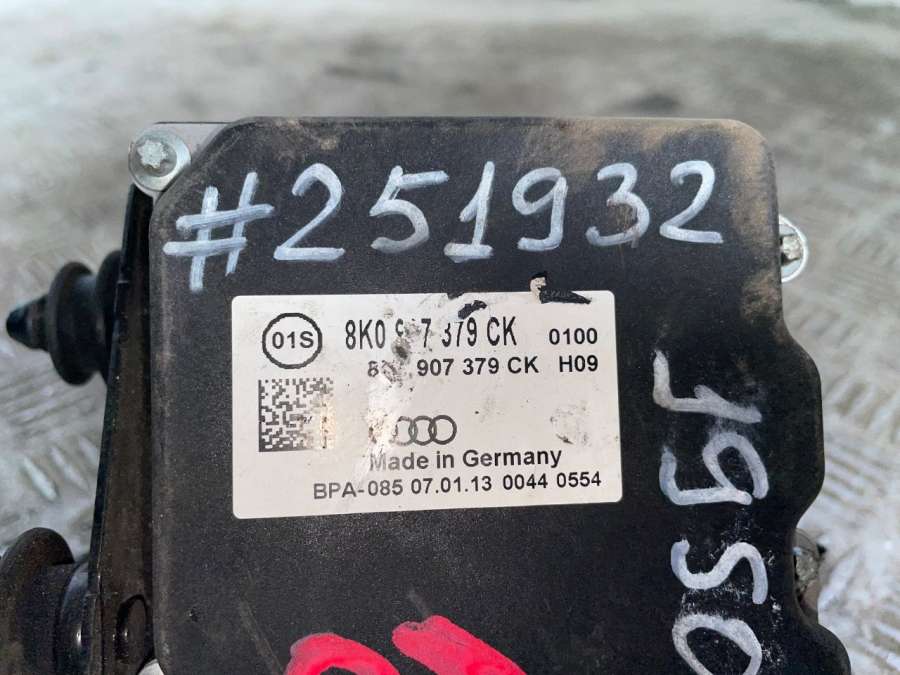 #251932
01S
8K0 907 379 CK 0100
907 379 CK H09
Made in Germany
BPA-085 07.01.13 0044 0554